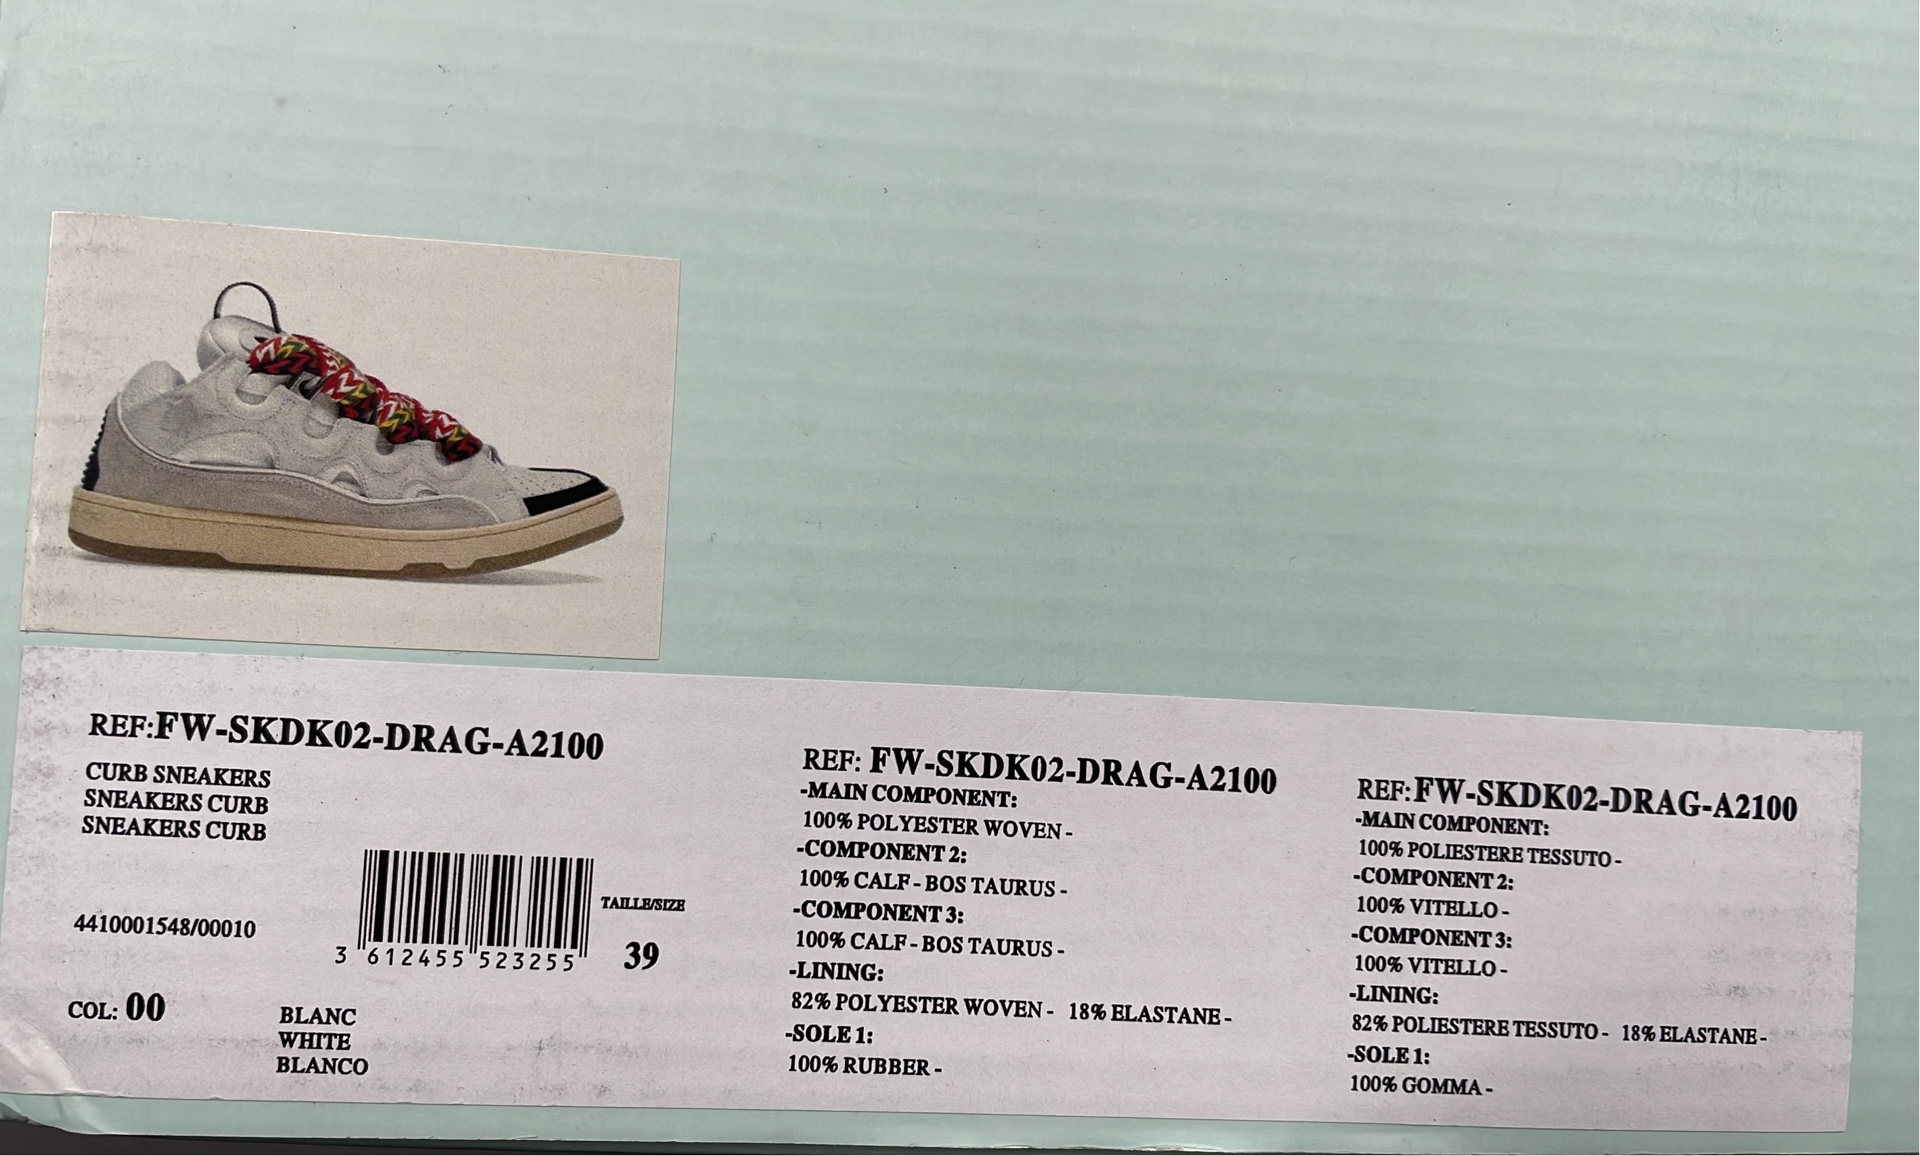 REF:FW-SKDK02-DRAG-A2100
CURB SNEAKERS
SNEAKERS CURB
SNEAKERS CURB
4410001548/00010
3 612455 523255
TAILLE/SIZE
39
COL: 00
BLANC
WHITE
BLANCO
REF: FW-SKDK02-DRAG-A2100
-MAIN COMPONENT:
100% POLYESTER WOVEN -
-COMPONENT 2:
100% CALF - BOS TAURUS -
-COMPONENT 3:
100% CALF - BOS TAURUS -
-LINING:
82% POLYESTER WOVEN - 18% ELASTANE -
-SOLE 1:
100% RUBBER -
REF:FW-SKDK02-DRAG-A2100
-MAIN COMPONENT:
100% POLIESTERE TESSUTO -
-COMPONENT 2:
100% VITELLO -
-COMPONENT 3:
100% VITELLO -
-LINING:
82% POLIESTERE TESSUTO - 18% ELASTANE -
-SOLE 1:
100% GOMMA -